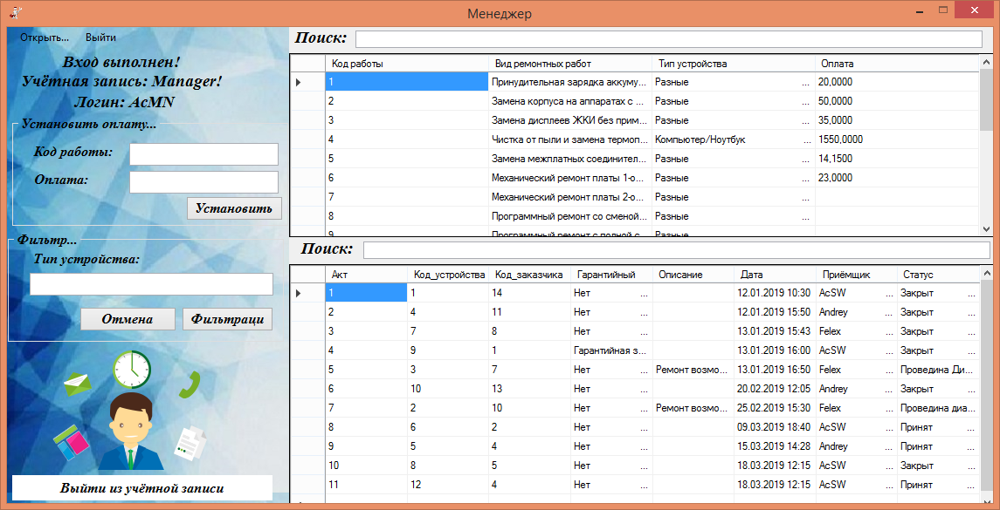 Менеджер
Открыть... Выйти
Вход выполнен!
Учётная запись: Manager!
Логин: AcMN
Установить оплату...
Код работы:
Оплата:
Установить
Фильтр...
Тип устройства:
Отмена Фильтраци
Выйти из учётной записи
Поиск:
Код работы Вид ремонтных работ Тип устройства Оплата
1 Принудительная зарядка аккуму... Разные ... 20,0000
2 Замена корпуса на аппаратах с ... Разные ... 50,0000
3 Замена дисплеев ЖКИ без прим... Разные ... 35,0000
4 Чистка от пыли и замена термоп... Компьютер/Ноутбук ... 1550,0000
5 Замена межплатных соединител... Разные ... 14,1500
6 Механический ремонт платы 1-о... Разные ... 23,0000
7 Механический ремонт платы 2-о... Разные ...
8 Программный ремонт со сменой... Разные ...
9 Программный ремонт с полной с... Разные ...
Поиск:
Акт Код_устройства Код_заказчика Гарантийный Описание Дата Приёмщик Статус
1 1 14 Нет ... 12.01.2019 10:30 AcSW ... Закрыт ...
2 4 11 Нет ... 12.01.2019 15:50 Andrey ... Закрыт ...
3 7 8 Нет ... 13.01.2019 15:43 Felex ... Закрыт ...
4 9 1 Гарантийная з... 13.01.2019 16:00 AcSW ... Закрыт ...
5 3 7 Нет ... Ремонт возмо... 13.01.2019 16:50 Felex ... Проведина Ди...
6 10 13 Нет ... 20.02.2019 12:05 Andrey ... Закрыт ...
7 2 10 Нет ... Ремонт возмо... 25.02.2019 15:30 Felex ... Проведина диа...
8 6 2 Нет ... 09.03.2019 18:40 AcSW ... Принят ...
9 5 4 Нет ... 15.03.2019 14:28 Andrey ... Принят ...
10 8 5 Нет ... 18.03.2019 12:15 AcSW ... Закрыт ...
11 12 4 Нет ... 18.03.2019 12:15 AcSW ... Принят ...